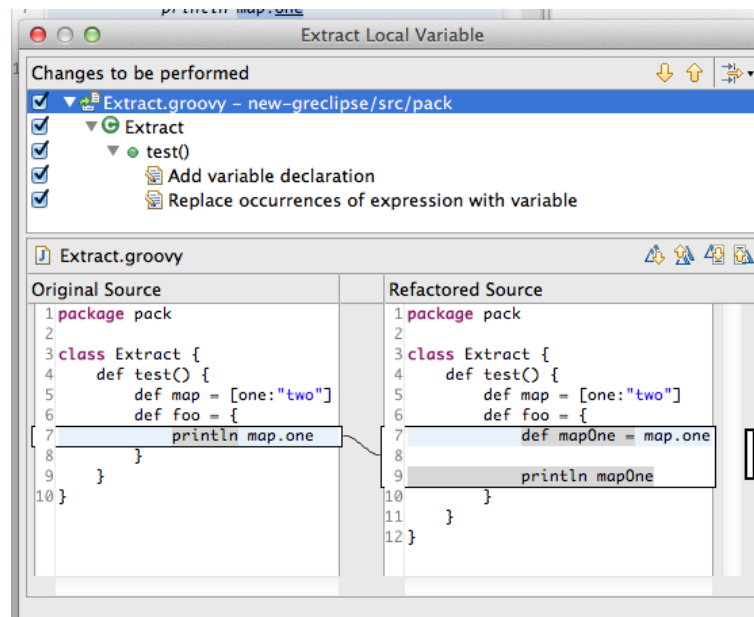 println map.one
Extract Local Variable
Changes to be performed
Extract.groovy – new-greclipse/src/pack
Extract
test()
Add variable declaration
Replace occurrences of expression with variable
Extract.groovy
Original Source
1 package pack
2
3 class Extract {
4 def test() {
5 def map = [one:"two"]
6 def foo = {
7 println map.one
8 }
9 }
10 }
Refactored Source
1 package pack
2
3 class Extract {
4 def test() {
5 def map = [one:"two"]
6 def foo = {
7 def mapOne = map.one
8
9 println mapOne
10 }
11 }
12 }